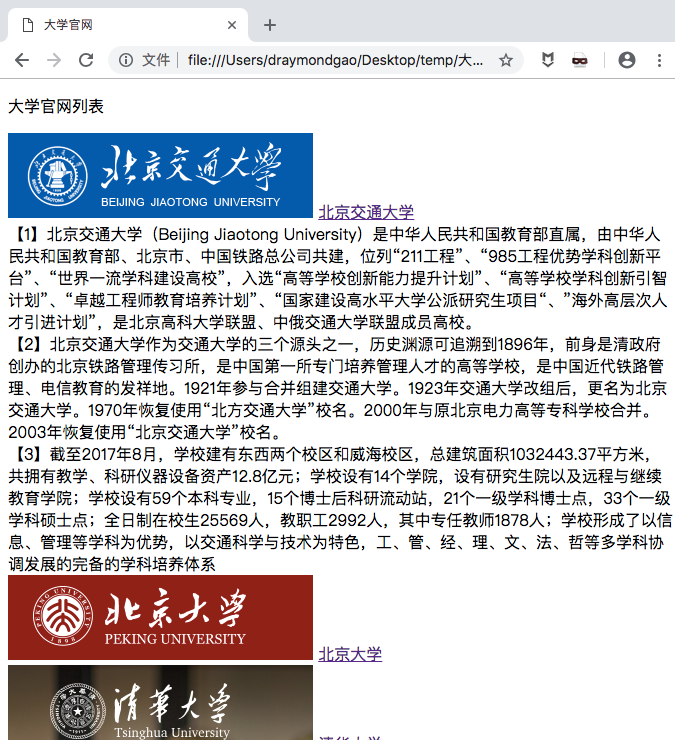 大学官网
文件 file:///Users/draymondgao/Desktop/temp/大...
大学官网列表
北京交通大學
BEIJING JIAOTONG UNIVERSITY
北京交通大学
【1】北京交通大学（Beijing Jiaotong University）是中华人民共和国教育部直属，由中华人
民共和国教育部、北京市、中国铁路总公司共建，位列“211工程”、“985工程优势学科创新平
台”、“世界一流学科建设高校”，入选“高等学校创新能力提升计划”、“高等学校学科创新引智
计划”、“卓越工程师教育培养计划”、“国家建设高水平大学公派研究生项目“、”海外高层次人
才引进计划”，是北京高科大学联盟、中俄交通大学联盟成员高校。
【2】北京交通大学作为交通大学的三个源头之一，历史渊源可追溯到1896年，前身是清政府
创办的北京铁路管理传习所，是中国第一所专门培养管理人才的高等学校，是中国近代铁路管
理、电信教育的发祥地。1921年参与合并组建交通大学。1923年交通大学改组后，更名为北京
交通大学。1970年恢复使用“北方交通大学”校名。2000年与原北京电力高等专科学校合并。
2003年恢复使用“北京交通大学”校名。
【3】截至2017年8月，学校建有东西两个校区和威海校区，总建筑面积1032443.37平方米，
共拥有教学、科研仪器设备资产12.8亿元；学校设有14个学院，设有研究生院以及远程与继续
教育学院；学校设有59个本科专业，15个博士后科研流动站，21个一级学科博士点，33个一级
学科硕士点；全日制在校生25569人，教职工2992人，其中专任教师1878人；学校形成了以信
息、管理等学科为优势，以交通科学与技术为特色，工、管、经、理、文、法、哲等多学科协
调发展的完备的学科培养体系
PEKING UNIVERSITY
1898
北京大学
PEKING UNIVERSITY
北京大学
清華大學
Tsinghua University
清华大学